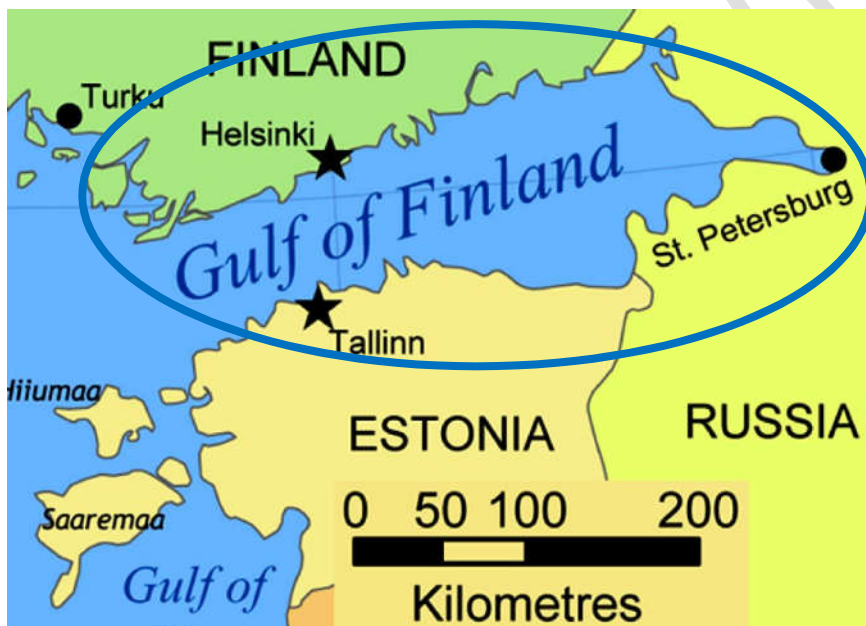 FINLAND
Turku
Helsinki
Gulf of Finland
St. Petersburg
Tallinn
Hiiumaa
ESTONIA
RUSSIA
Saaremaa
0 50 100 200
Gulf of
Kilometres